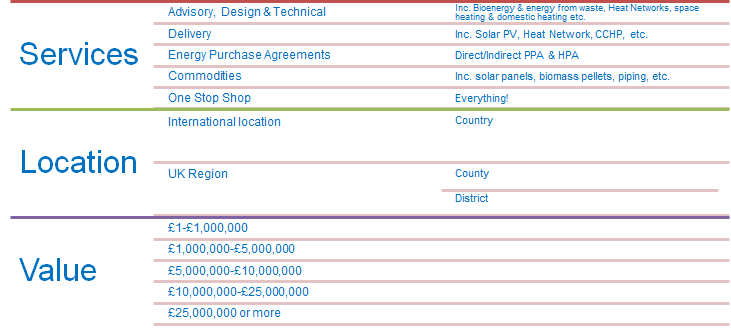 Services
Advisory, Design & Technical
Inc. Bioenergy & energy from waste, Heat Networks, space
heating & domestic heating etc.
Delivery
Inc. Solar PV, Heat Network, CCHP, etc.
Energy Purchase Agreements
Direct/Indirect PPA & HPA
Commodities
Inc. solar panels, biomass pellets, piping, etc.
One Stop Shop
Everything!
Location
International location
Country
UK Region
County
District
Value
£1-£1,000,000
£1,000,000-£5,000,000
£5,000,000-£10,000,000
£10,000,000-£25,000,000
£25,000,000 or more